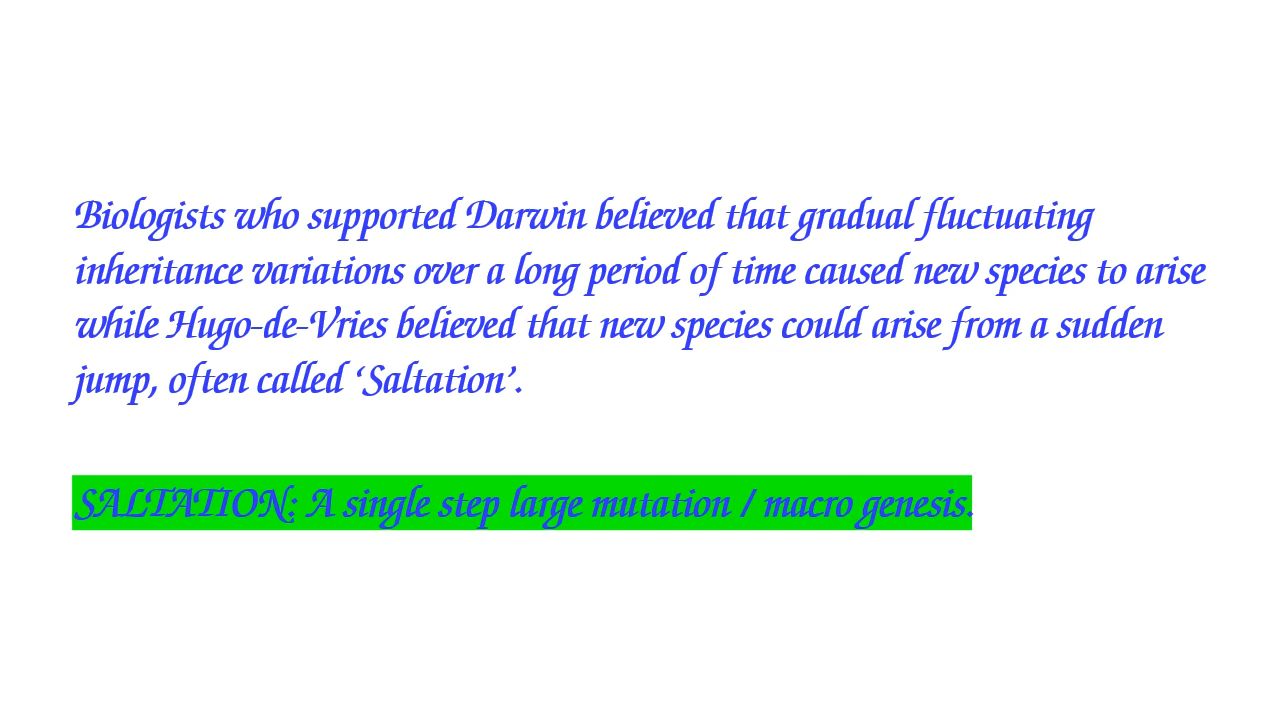 Biologists who supported Darwin believed that gradual fluctuating
inheritance variations over a long period of time caused new species to arise
while Hugo-de-Vries believed that new species could arise from a sudden
jump, often called ‘Saltation’.
SALTATION: A single step large mutation / macro genesis.